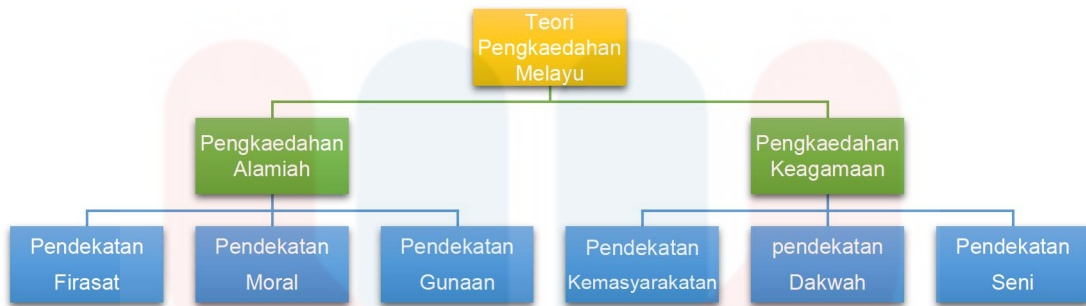 Teori
Pengkaedahan
Melayu
Pengkaedahan
Alamiah
Pengkaedahan
Keagamaan
Pendekatan
Firasat
Pendekatan
Moral
Pendekatan
Gunaan
Pendekatan
Kemasyarakatan
pendekatan
Dakwah
Pendekatan
Seni